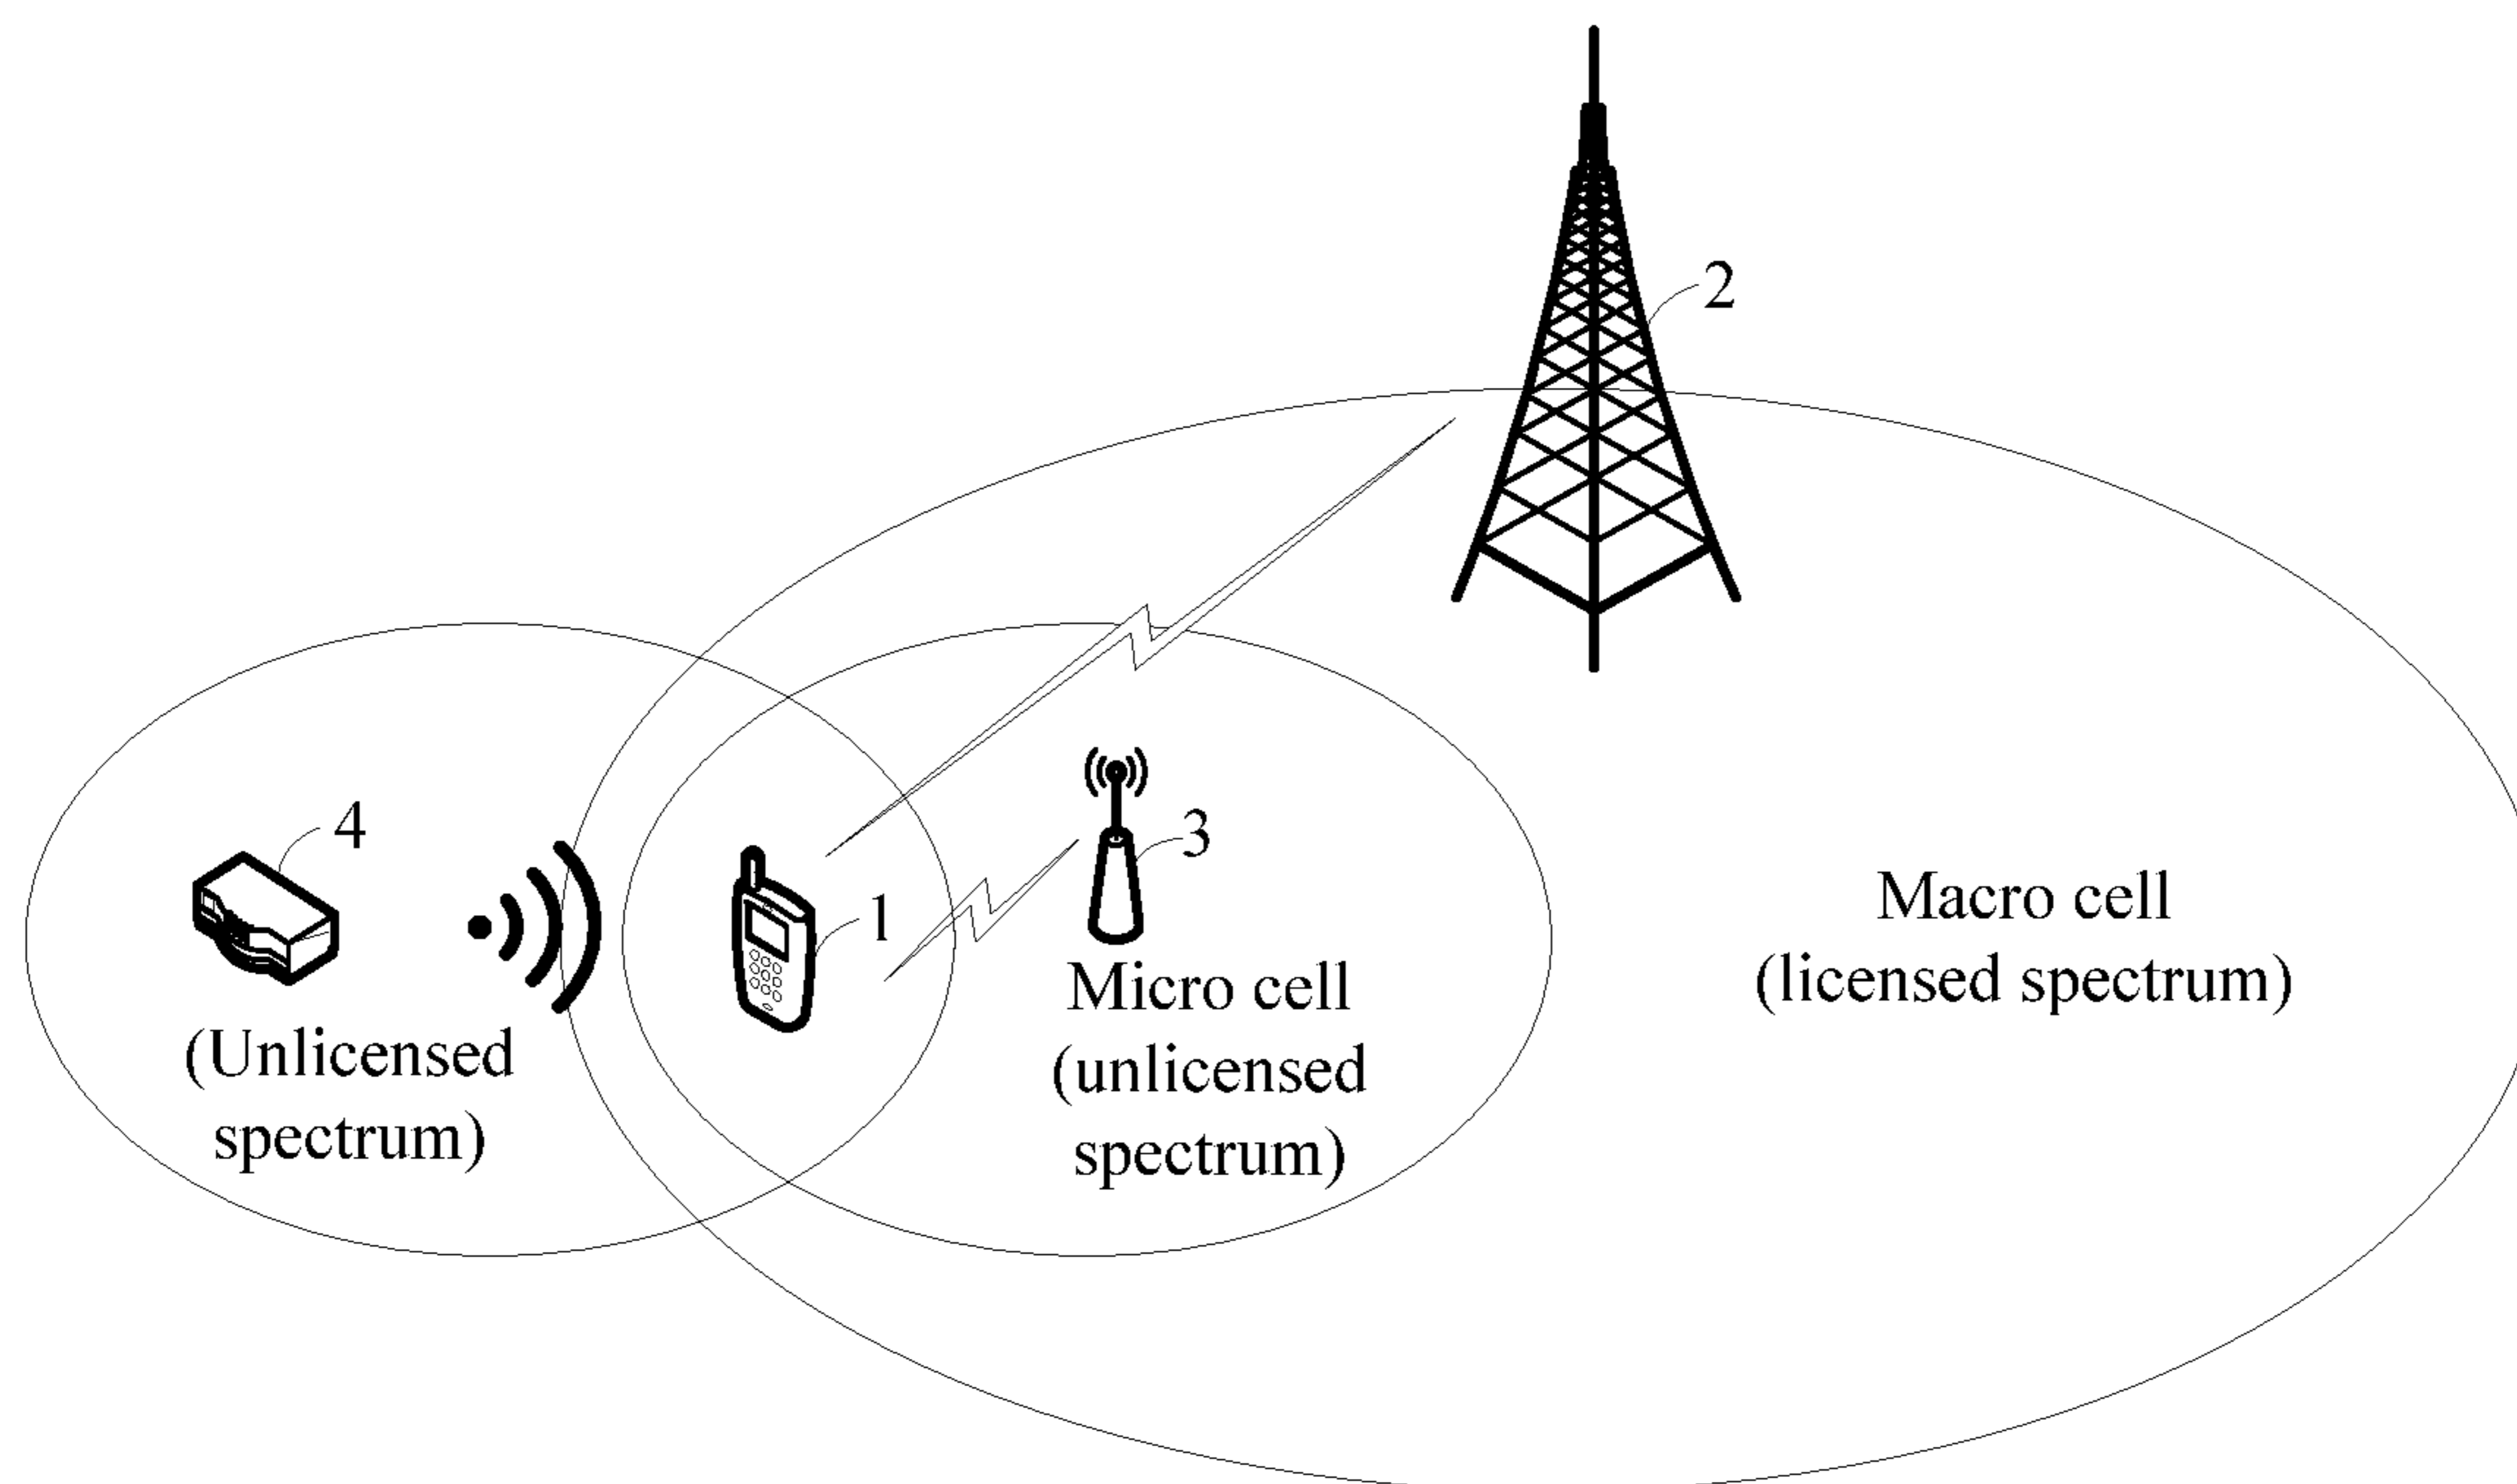 2
4
3
1
Macro cell
(licensed spectrum)
Micro cell
(unlicensed
spectrum)
(Unlicensed
spectrum)